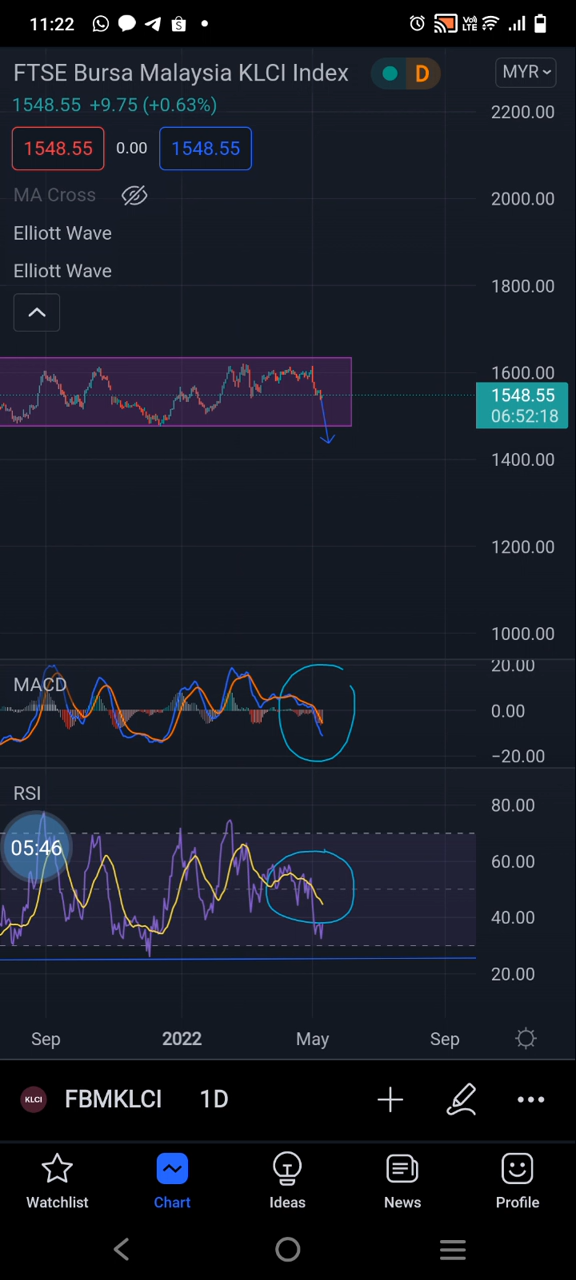 11:22
Vo)) LTE
FTSE Bursa Malaysia KLCI Index D MYR
1548.55 +9.75 (+0.63%)
1548.55 0.00 1548.55
MA Cross
Elliott Wave
Elliott Wave
2200.00
2000.00
1800.00
1600.00
1548.55
06:52:18
1400.00
1200.00
1000.00
MACD
20.00
0.00
−20.00
RSI
05:46
80.00
60.00
40.00
20.00
Sep 2022 May Sep
KLCI FBMKLCI 1D
Watchlist Chart Ideas News Profile